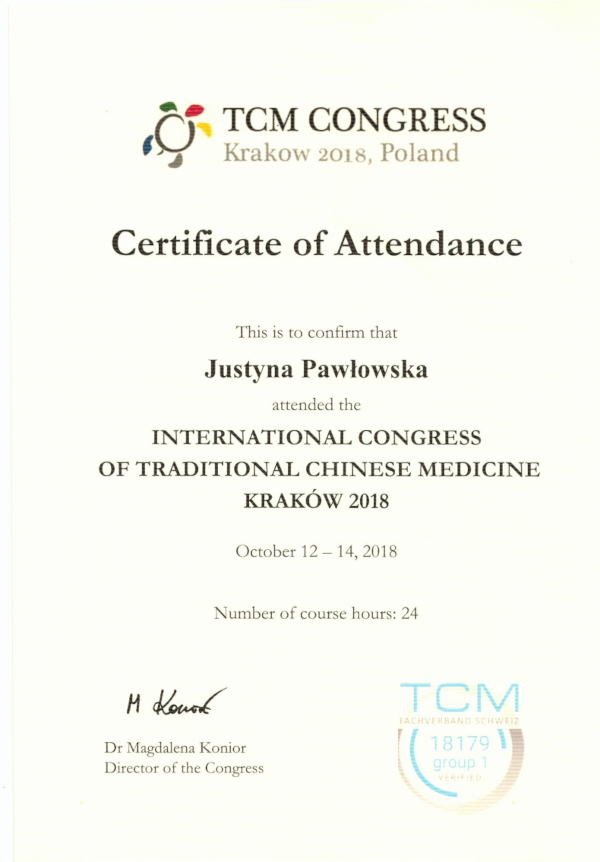 TCM CONGRESS
Krakow 2018, Poland
Certificate of Attendance
This is to confirm that
Justyna Pawłowska
attended the
INTERNATIONAL CONGRESS
OF TRADITIONAL CHINESE MEDICINE
KRAKÓW 2018
October 12 – 14, 2018
Number of course hours: 24
M Konior
Dr Magdalena Konior
Director of the Congress
TCM
FACHVERBAND SCHWEIZ
18179
group 1
VERIFIED